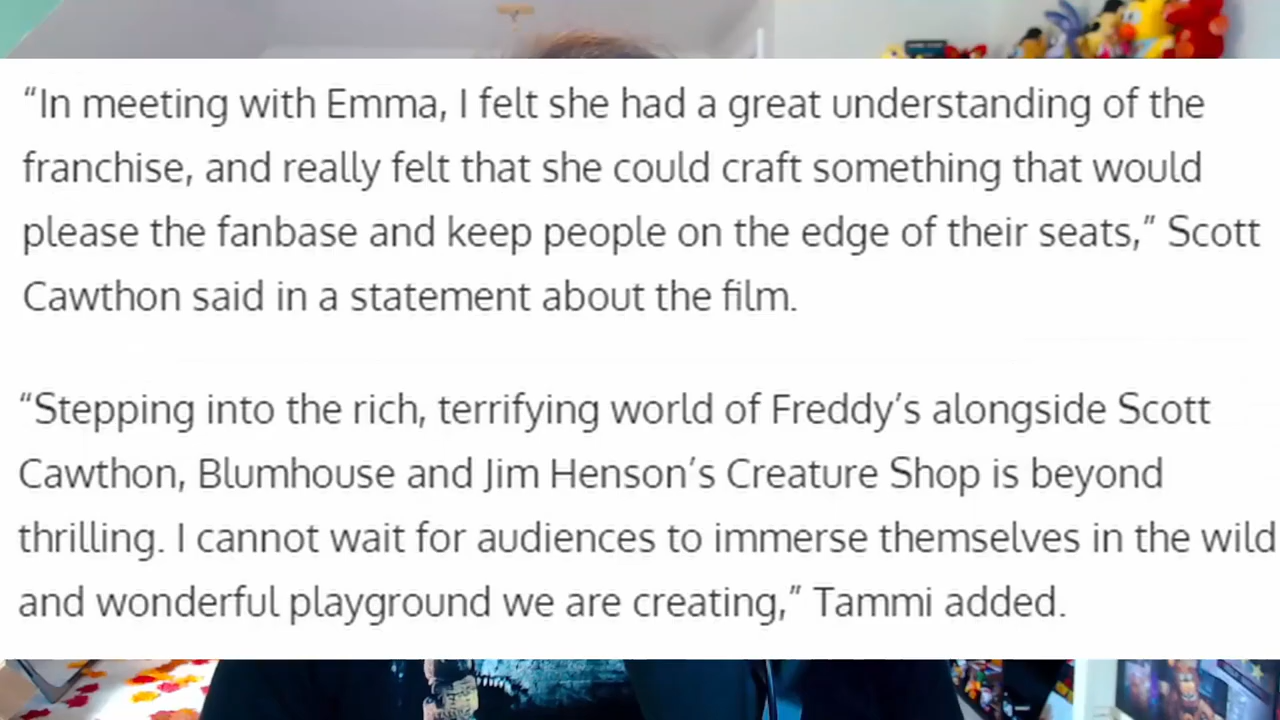 “In meeting with Emma, I felt she had a great understanding of the
franchise, and really felt that she could craft something that would
please the fanbase and keep people on the edge of their seats,” Scott
Cawthon said in a statement about the film.
“Stepping into the rich, terrifying world of Freddy’s alongside Scott
Cawthon, Blumhouse and Jim Henson’s Creature Shop is beyond
thrilling. I cannot wait for audiences to immerse themselves in the wild
and wonderful playground we are creating,” Tammi added.